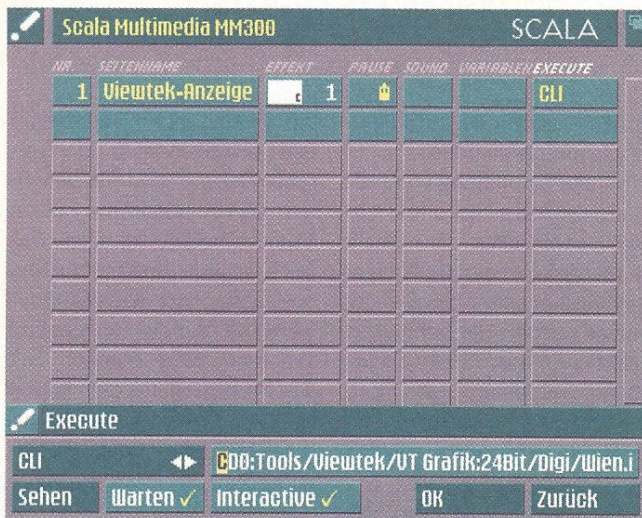 Scala Multimedia MM300 SCALA
NR. SEITENNAME EFFEKT PAUSE SOUND VARIABLEN EXECUTE
1 Viewtek-Anzeige 1 CLI
Execute
CLI DD0:Tools/Viewtek/VT Grafik:24Bit/Digi/Wien.i
Sehen Warten ✓ Interactive ✓ OK Zurück